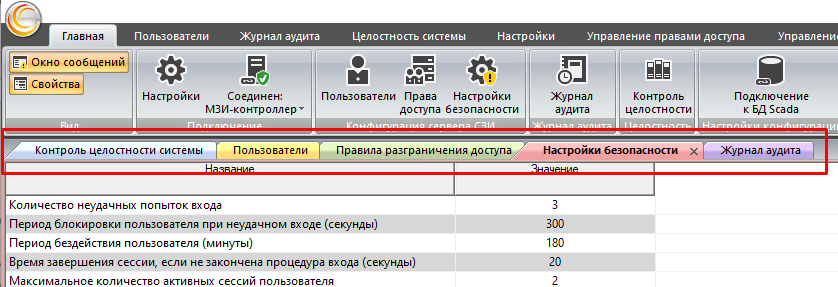 Главная Пользователи Журнал аудита Целостность системы Настройки Управление правами доступа Управлени
Окно сообщений
Свойства
Настройки
Соединен:
МЗИ-контроллер
Пользователи
Права
доступа
Настройки
безопасности
Журнал
аудита
Контроль
целостности
Подключение
к БД Scada
Вид Подключение Конфигурация сервера СЗИ Журнал аудита Целостность Настройки конфигураци
Контроль целостности системы Пользователи Правила разграничения доступа Настройки безопасности Журнал аудита
Название Значение
Количество неудачных попыток входа 3
Период блокировки пользователя при неудачном входе (секунды) 300
Период бездействия пользователя (минуты) 180
Время завершения сессии, если не закончена процедура входа (секунды) 20
Максимальное количество активных сессий пользователя 2